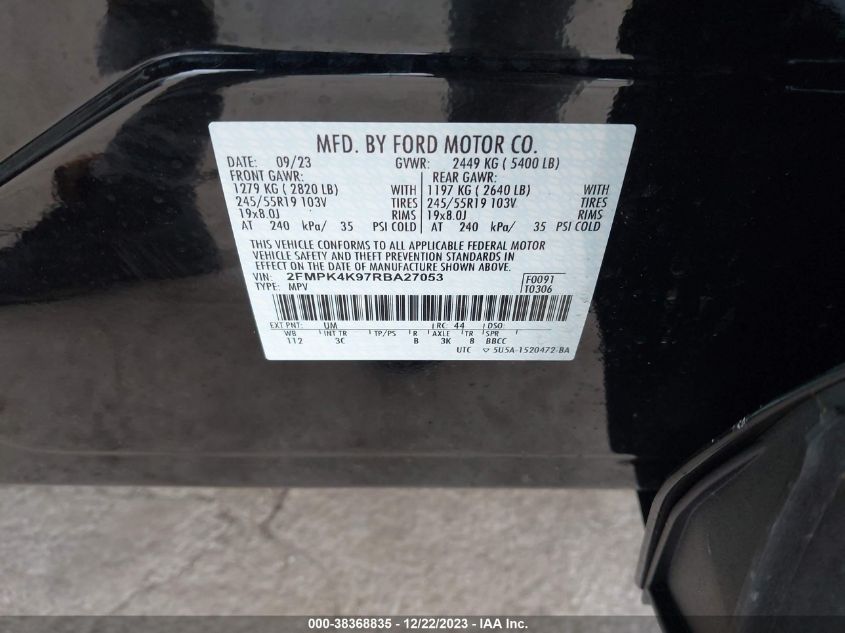 MFD. BY FORD MOTOR CO.
DATE: 09/23 GVWR: 2449 KG ( 5400 LB)
FRONT GAWR: REAR GAWR:
1279 KG ( 2820 LB) WITH 1197 KG ( 2640 LB) WITH
245/55R19 103V TIRES 245/55R19 103V TIRES
19x8.0J RIMS 19x8.0J RIMS
AT 240 kPa/ 35 PSI COLD AT 240 kPa/ 35 PSI COLD
THIS VEHICLE CONFORMS TO ALL APPLICABLE FEDERAL MOTOR
VEHICLE SAFETY AND THEFT PREVENTION STANDARDS IN
EFFECT ON THE DATE OF MANUFACTURE SHOWN ABOVE.
VIN: 2FMPK4K97RBA27053 F0091
TYPE: MPV T0306
EXT PNT: UM RC: 44 DSO:
WB INT TR TP/PS R AXLE TR SPR
112 3C B 3K 8 BBCC
UTC ▽ 5U5A-1520472-BA
000-38368835 - 12/22/2023 - IAA Inc.